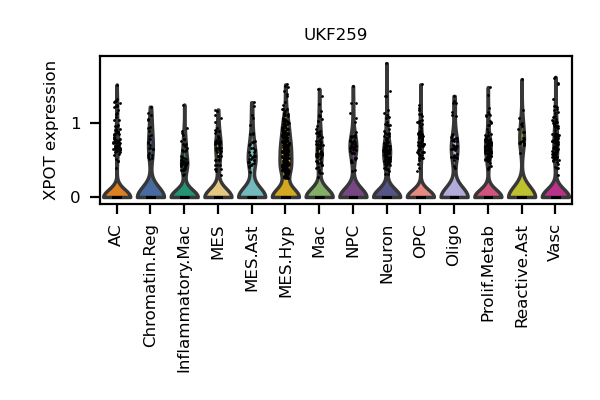 UKF259
XPOT expression
1
0
AC
Chromatin.Reg
Inflammatory.Mac
MES
MES.Ast
MES.Hyp
Mac
NPC
Neuron
OPC
Oligo
Prolif.Metab
Reactive.Ast
Vasc